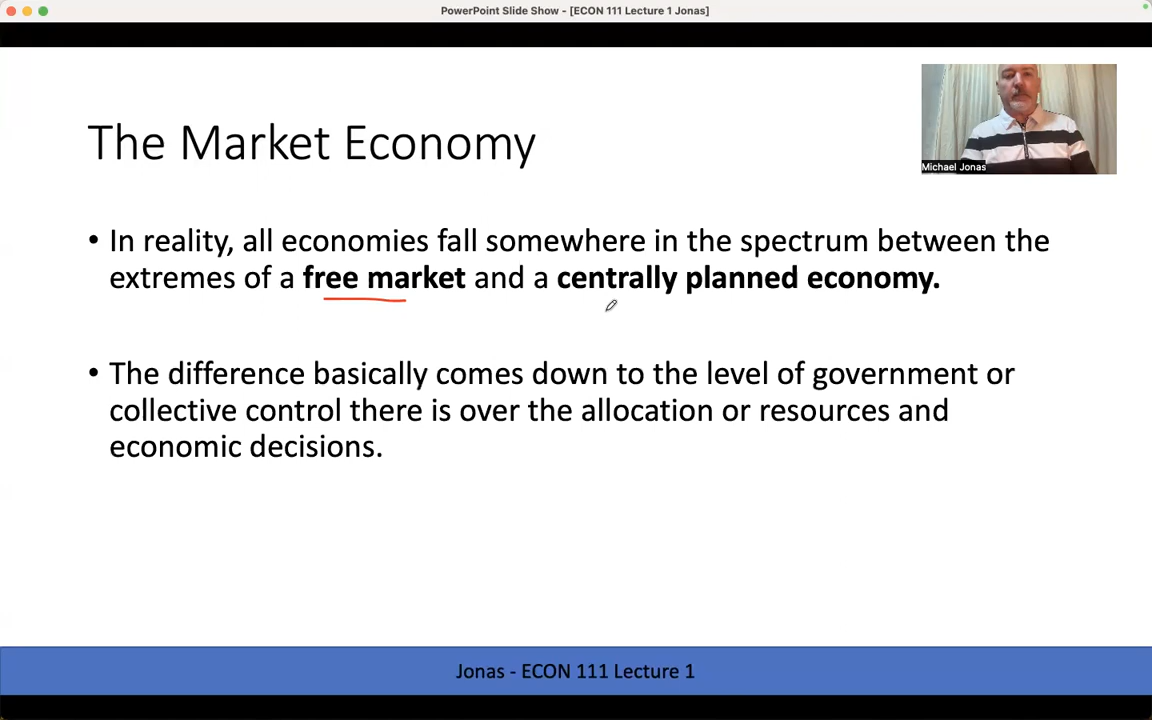 PowerPoint Slide Show - [ECON 111 Lecture 1 Jonas]
Michael Jonas
The Market Economy
• In reality, all economies fall somewhere in the spectrum between the
extremes of a free market and a centrally planned economy.
• The difference basically comes down to the level of government or
collective control there is over the allocation or resources and
economic decisions.
Jonas - ECON 111 Lecture 1